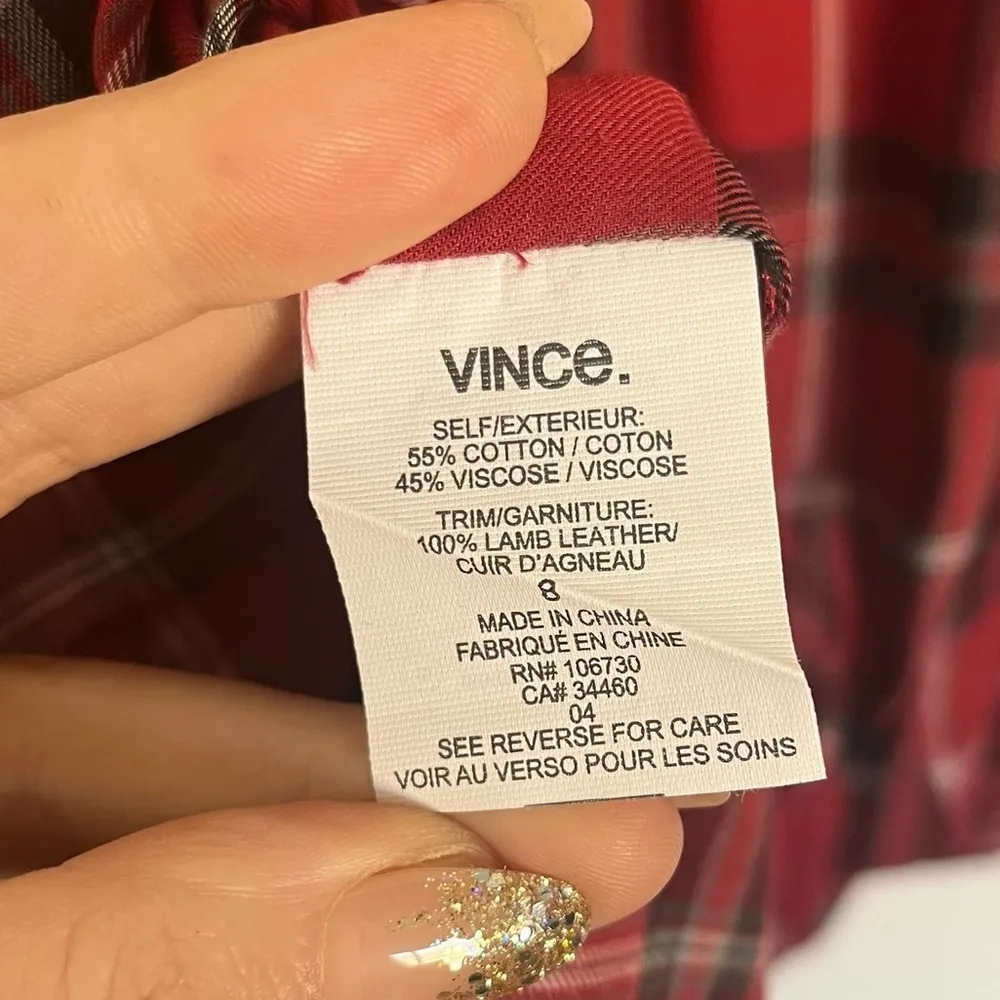 VINCe.
SELF/EXTERIEUR:
55% COTTON / COTON
45% VISCOSE / VISCOSE
TRIM/GARNITURE:
100% LAMB LEATHER/
CUIR D'AGNEAU
8
MADE IN CHINA
FABRIQUÉ EN CHINE
RN# 106730
CA# 34460
04
SEE REVERSE FOR CARE
VOIR AU VERSO POUR LES SOINS